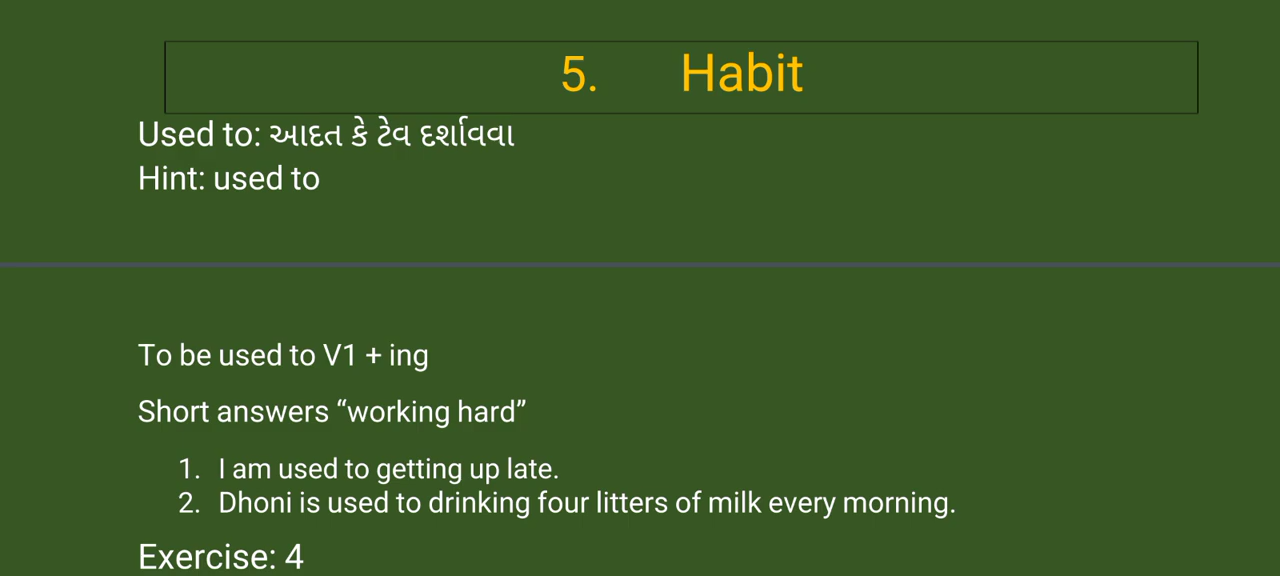 5. Habit
Used to: આદત કે ટેવ દર્શાવવા
Hint: used to
To be used to V1 + ing
Short answers “working hard”
1. I am used to getting up late.
2. Dhoni is used to drinking four litters of milk every morning.
Exercise: 4